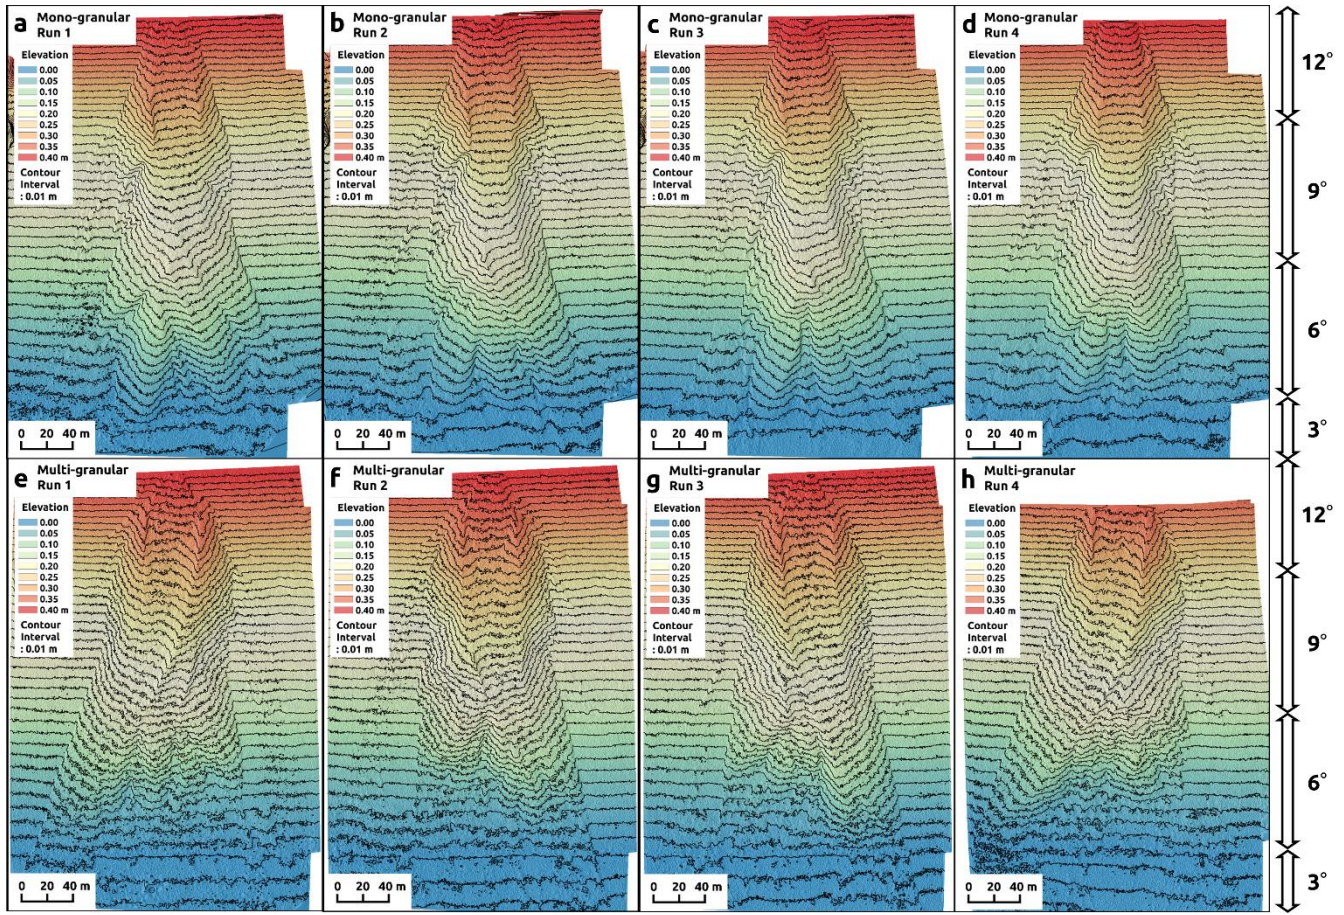 a Mono-granular
Run 1
Elevation
0.00
0.05
0.10
0.15
0.20
0.25
0.30
0.35
0.40 m
Contour
Interval
: 0.01 m
0 20 40 m
b Mono-granular
Run 2
Elevation
0.00
0.05
0.10
0.15
0.20
0.25
0.30
0.35
0.40 m
Contour
Interval
: 0.01 m
0 20 40 m
c Mono-granular
Run 3
Elevation
0.00
0.05
0.10
0.15
0.20
0.25
0.30
0.35
0.40 m
Contour
Interval
: 0.01 m
0 20 40 m
d Mono-granular
Run 4
Elevation
0.00
0.05
0.10
0.15
0.20
0.25
0.30
0.35
0.40 m
Contour
Interval
: 0.01 m
0 20 40 m
12°
9°
6°
3°
e Multi-granular
Run 1
Elevation
0.00
0.05
0.10
0.15
0.20
0.25
0.30
0.35
0.40 m
Contour
Interval
: 0.01 m
0 20 40 m
f Multi-granular
Run 2
Elevation
0.00
0.05
0.10
0.15
0.20
0.25
0.30
0.35
0.40 m
Contour
Interval
: 0.01 m
0 20 40 m
g Multi-granular
Run 3
Elevation
0.00
0.05
0.10
0.15
0.20
0.25
0.30
0.35
0.40 m
Contour
Interval
: 0.01 m
0 20 40 m
h Multi-granular
Run 4
Elevation
0.00
0.05
0.10
0.15
0.20
0.25
0.30
0.35
0.40 m
Contour
Interval
: 0.01 m
0 20 40 m
12°
9°
6°
3°